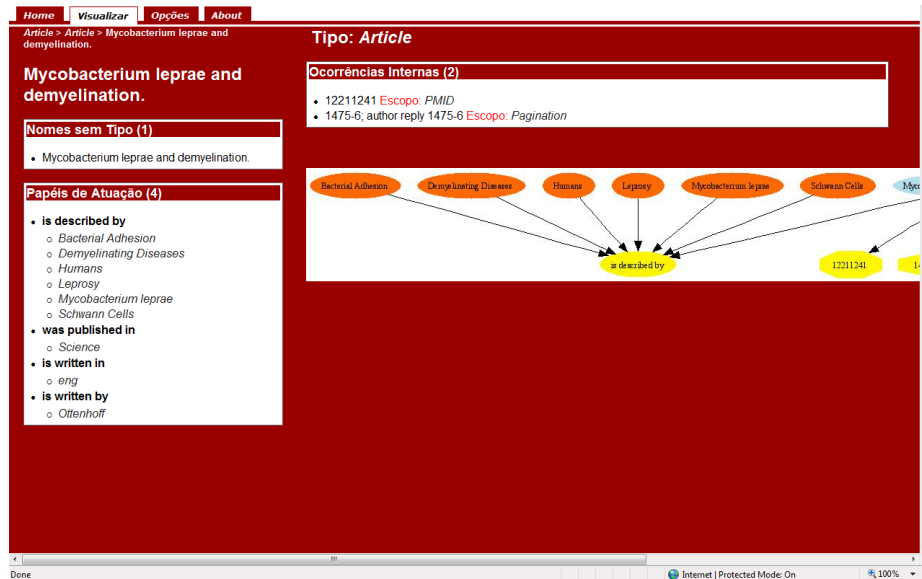 Home Visualizar Opções About
Article > Article > Mycobacterium leprae and
demyelination.
Mycobacterium leprae and
demyelination.
Nomes sem Tipo (1)
Mycobacterium leprae and demyelination.
Papéis de Atuação (4)
is described by
Bacterial Adhesion
Demyelinating Diseases
Humans
Leprosy
Mycobacterium leprae
Schwann Cells
was published in
Science
is written in
eng
is written by
Ottenhoff
Tipo: Article
Ocorrências Internas (2)
12211241 Escopo: PMID
1475-6; author reply 1475-6 Escopo: Pagination
Bacterial Adhesion Demyelinating Diseases Humans Leprosy Mycobacterium leprae Schwann Cells
is described by 12211241
Done Internet | Protected Mode: On 100%